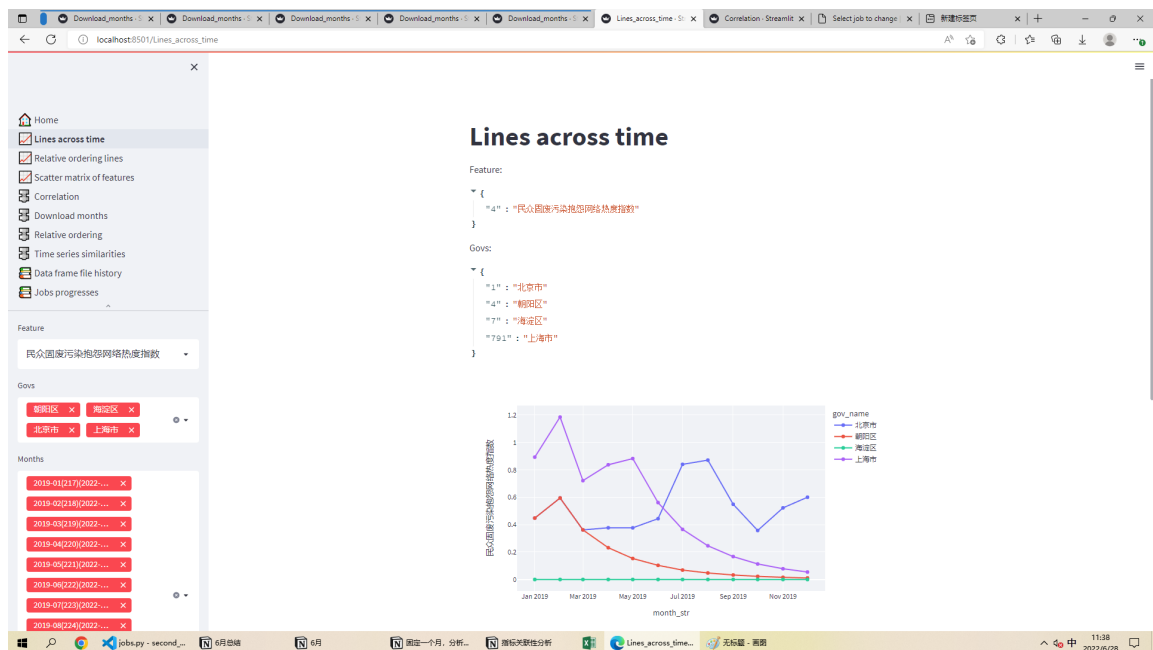 Download_months - S
Download_months - S
Download_months - S
Download_months - S
Download_months - S
Lines_across_time - St
Correlation - Streamlit
Select job to change
新建标签页
localhost:8501/Lines_across_time
Home
Lines across time
Relative ordering lines
Scatter matrix of features
Correlation
Download months
Relative ordering
Time series similarities
Data frame file history
Jobs progresses
Feature
民众固废污染抱怨网络热度指数
Govs
朝阳区
海淀区
北京市
上海市
Months
2019-01(217)(2022-...
2019-02(218)(2022-...
2019-03(219)(2022-...
2019-04(220)(2022-...
2019-05(221)(2022-...
2019-06(222)(2022-...
2019-07(223)(2022-...
2019-08(224)(2022-...
Lines across time
Feature:
{
"4" : "民众固废污染抱怨网络热度指数"
}
Govs:
{
"1" : "北京市"
"4" : "朝阳区"
"7" : "海淀区"
"791" : "上海市"
}
民众固废污染抱怨网络热度指数
1.2
1
0.8
0.6
0.4
0.2
0
Jan 2019
Mar 2019
May 2019
Jul 2019
Sep 2019
Nov 2019
month_str
gov_name
北京市
朝阳区
海淀区
上海市
jobs.py - second_...
6月总结
6月
固定一个月，分析...
指标关联性分析
Lines_across_time...
无标题 - 画图
中
11:38
2022/6/28